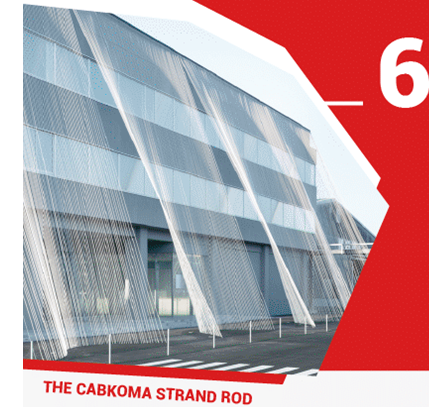 6
THE CABKOMA STRAND ROD